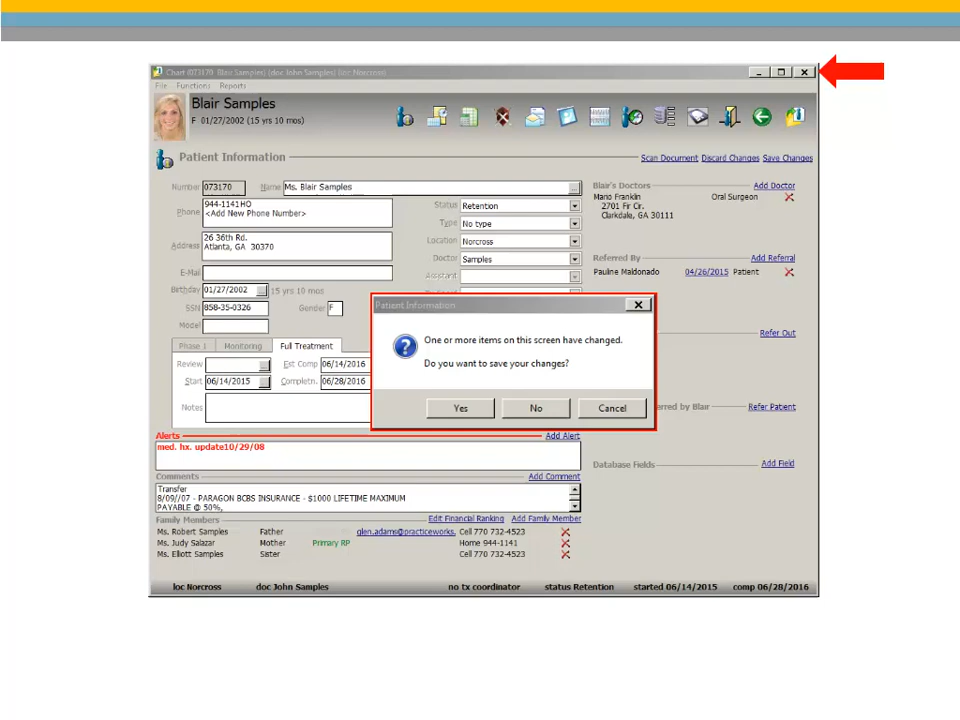 Chart (073170 Blair Samples) (doc John Samples) (loc Norcross)
File Functions Reports
Blair Samples
F 01/27/2002 (15 yrs 10 mos)
Patient Information
Scan Document Discard Changes Save Changes
Number 073170 Name Ms. Blair Samples ...
Phone 944-1141HO
<Add New Phone Number>
Address 26 36th Rd.
Atlanta, GA 30370
E-Mail
Birthday 01/27/2002 ... 15 yrs 10 mos
SSN 858-35-0326 Gender F
Model
Status Retention
Type No type
Location Norcross
Doctor Samples
Assistant
Blair's Doctors Add Doctor
Mario Franklin Oral Surgeon
2701 Fir Cir.
Clarkdale, GA 30111
Referred By Add Referral
Pauline Maldonado 04/26/2015 Patient
Refer Out
Refer Patient
Database Fields Add Field
Phase 1 Monitoring Full Treatment
Review ... Est Comp 06/14/2016
Start 06/14/2015 ... Completn. 06/28/2016
Notes
Patient Information
One or more items on this screen have changed.
Do you want to save your changes?
Yes No Cancel
by Blair
Alerts Add Alert
med. hx. update10/29/08
Comments Add Comment
Transfer
8/09//07 - PARAGON BCBS INSURANCE - $1000 LIFETIME MAXIMUM
PAYABLE @ 50%,
Family Members Edit Financial Ranking Add Family Member
Ms. Robert Samples Father glen.adams@practiceworks. Cell 770 732-4523
Ms. Judy Salazar Mother Primary RP Home 944-1141
Ms. Eliott Samples Sister Cell 770 732-4523
loc Norcross doc John Samples no tx coordinator status Retention started 06/14/2015 comp 06/28/2016